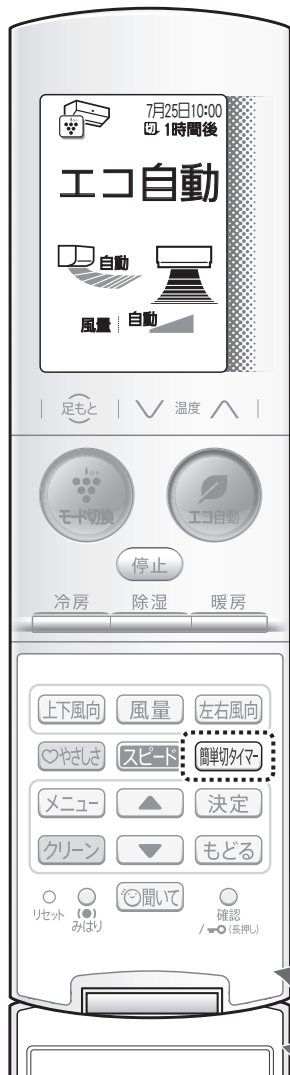 7月25日10:00
切 1時間後
エコ自動
自動
風量 自動
足もと 温度
ion
モード切換 エコ自動
停止
冷房 除湿 暖房
上下風向 風量 左右風向
♡やさしさ スピード 簡単切タイマー
メニュー ▲ 決定
クリーン ▼ もどる
聞いて
リセット みはり 確認
/ (長押し)